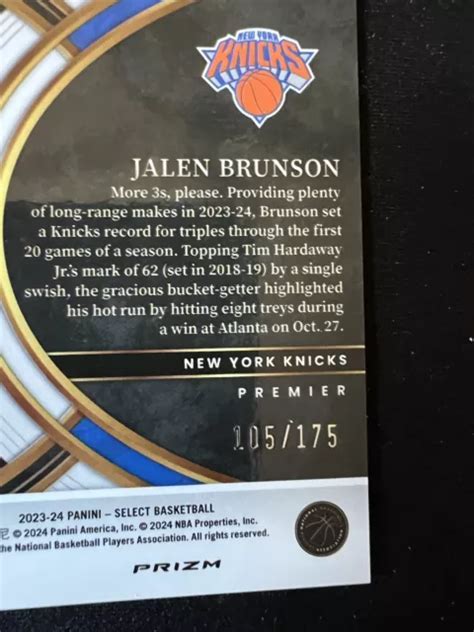 NEW YORK
KNICKS
JALEN BRUNSON
More 3s, please. Providing plenty
of long-range makes in 2023-24, Brunson set
a Knicks record for triples through the first
20 games of a season. Topping Tim Hardaway
Jr.'s mark of 62 (set in 2018-19) by a single
swish, the gracious bucket-getter highlighted
his hot run by hitting eight treys during
a win at Atlanta on Oct. 27.
NEW YORK KNICKS
PREMIER
105/175
2023-24 PANINI – SELECT BASKETBALL
© 2024 Panini America, Inc. © 2024 NBA Properties, Inc.
the National Basketball Players Association. All rights reserved.
PRIZM